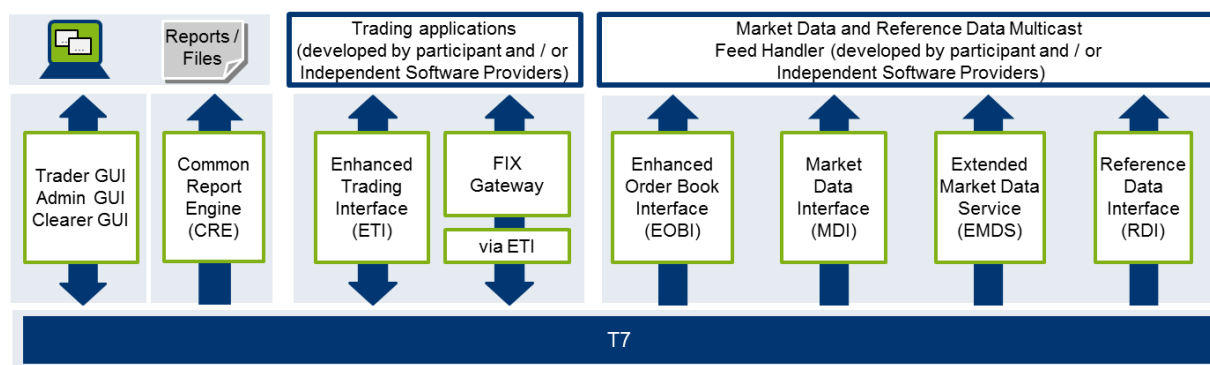 Reports /
Files
Trading applications
(developed by participant and / or
Independent Software Providers)
Market Data and Reference Data Multicast
Feed Handler (developed by participant and / or
Independent Software Providers)
Trader GUI
Admin GUI
Clearer GUI
Common
Report
Engine
(CRE)
Enhanced
Trading
Interface
(ETI)
FIX
Gateway
via ETI
Enhanced
Order Book
Interface
(EOBI)
Market
Data
Interface
(MDI)
Extended
Market Data
Service
(EMDS)
Reference
Data
Interface
(RDI)
T7